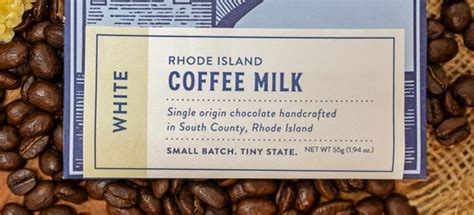 WHITE
RHODE ISLAND
COFFEE MILK
Single origin chocolate handcrafted
in South County, Rhode Island
SMALL BATCH. TINY STATE. NET WT 55g (1.94 oz.)